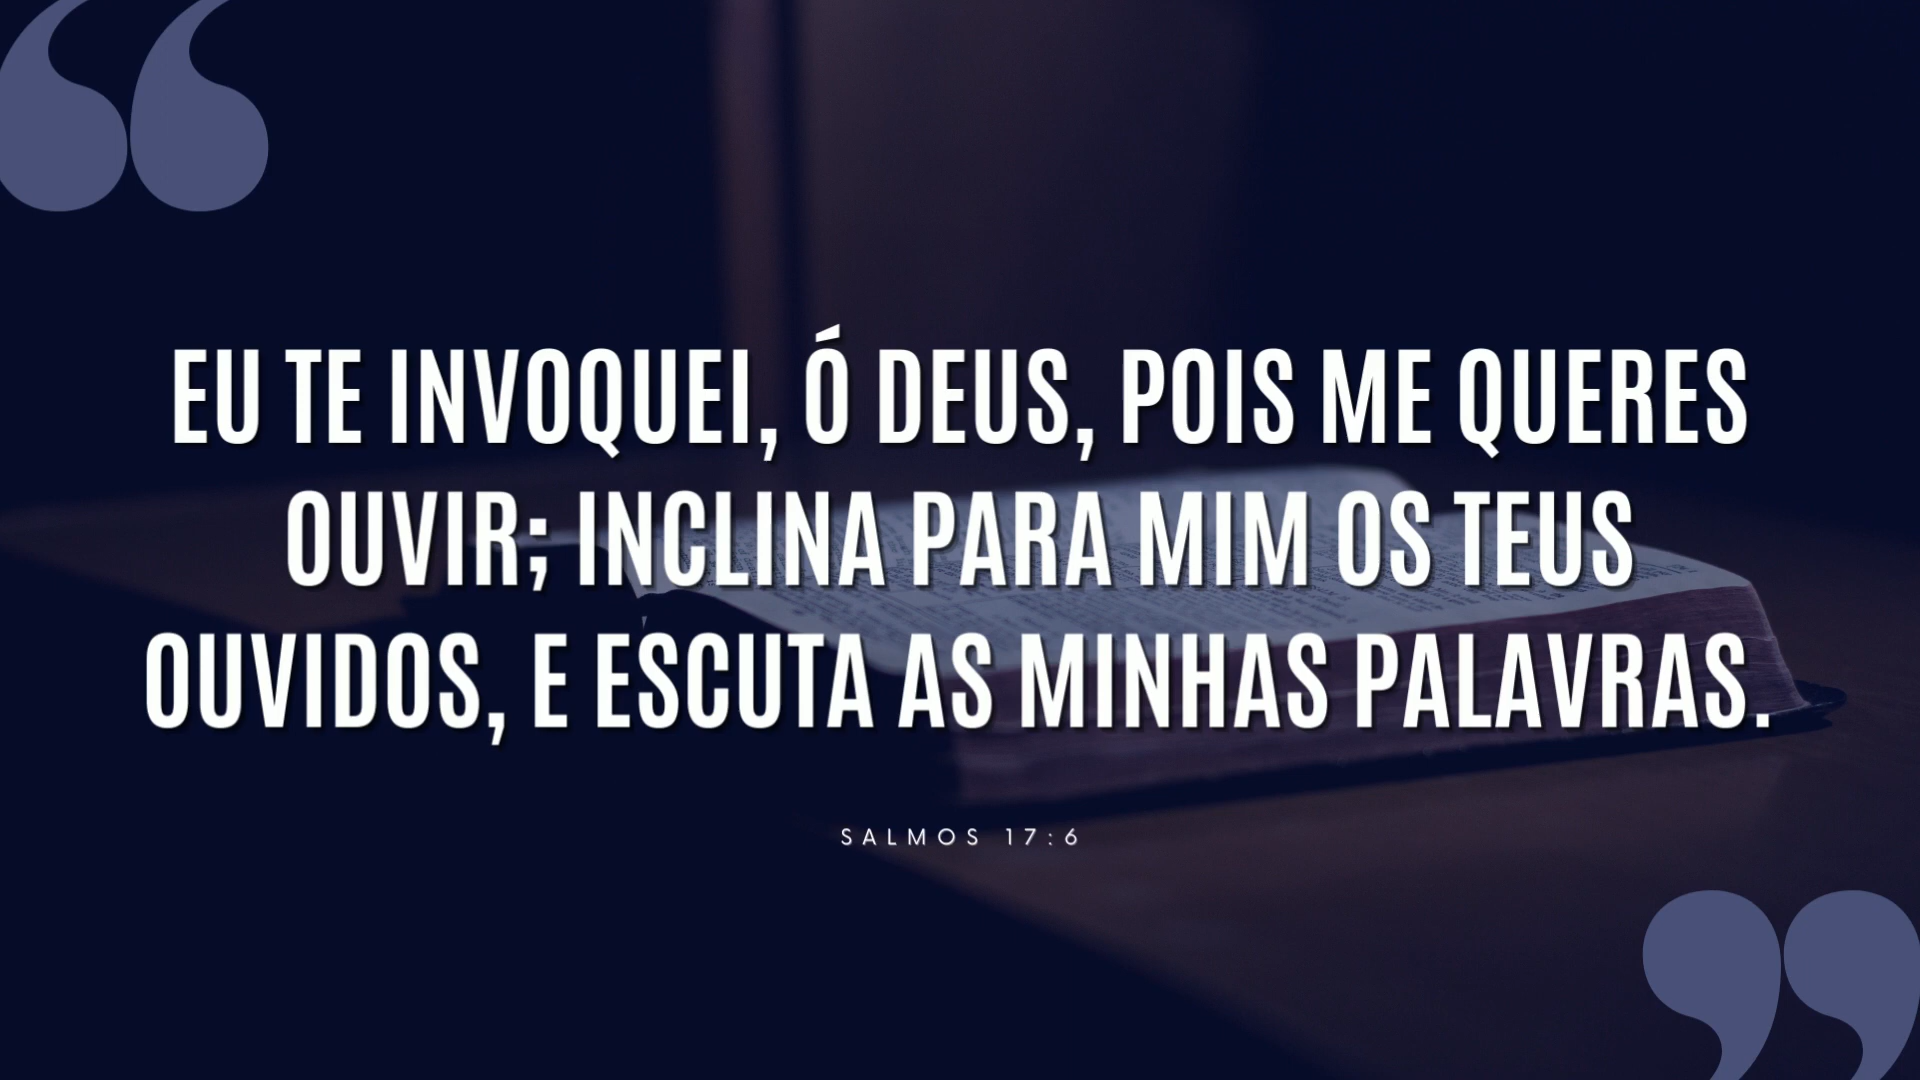 EU TE INVOQUEI, Ó DEUS, POIS ME QUERES
OUVIR; INCLINA PARA MIM OS TEUS
OUVIDOS, E ESCUTA AS MINHAS PALAVRAS.
SALMOS 17:6